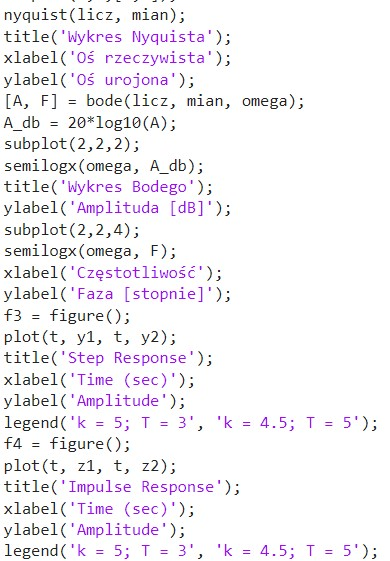 nyquist(licz, mian);
title('Wykres Nyquista');
xlabel('Oś rzeczywista');
ylabel('Oś urojona');
[A, F] = bode(licz, mian, omega);
A_db = 20*log10(A);
subplot(2,2,2);
semilogx(omega, A_db);
title('Wykres Bodego');
ylabel('Amplituda [dB]');
subplot(2,2,4);
semilogx(omega, F);
xlabel('Częstotliwość');
ylabel('Faza [stopnie]');
f3 = figure();
plot(t, y1, t, y2);
title('Step Response');
xlabel('Time (sec)');
ylabel('Amplitude');
legend('k = 5; T = 3', 'k = 4.5; T = 5');
f4 = figure();
plot(t, z1, t, z2);
title('Impulse Response');
xlabel('Time (sec)');
ylabel('Amplitude');
legend('k = 5; T = 3', 'k = 4.5; T = 5');